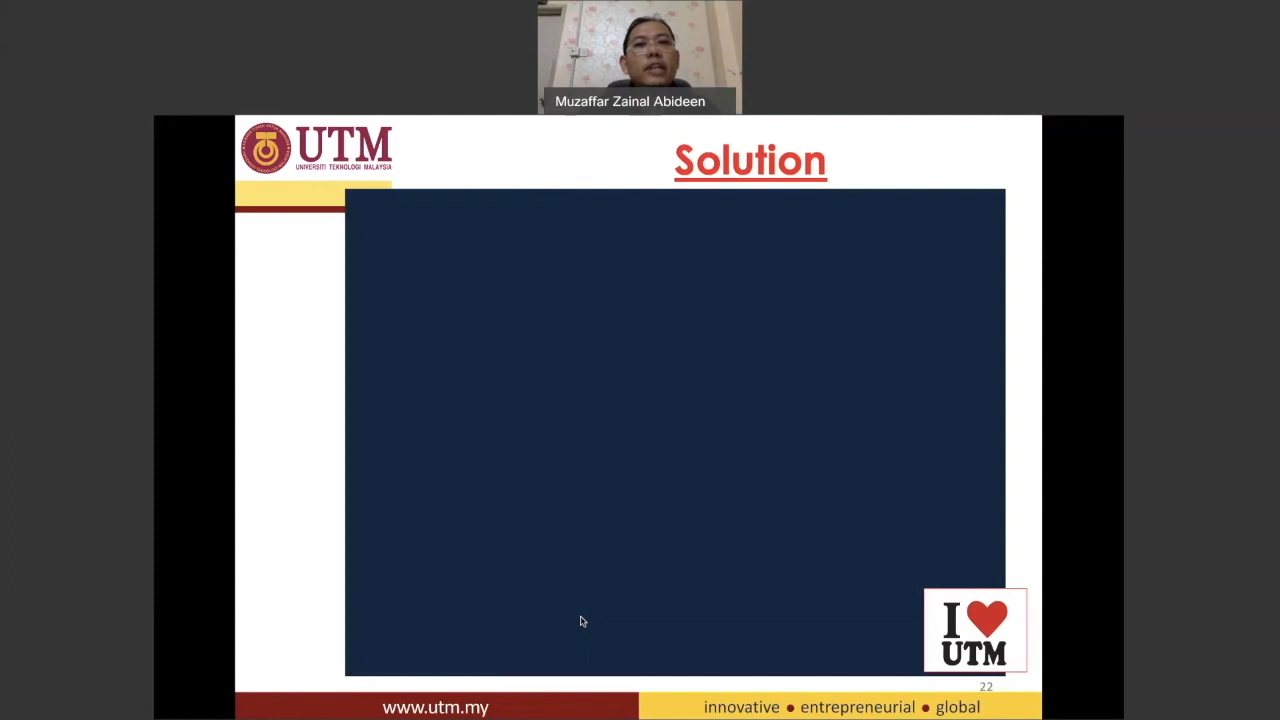 Muzaffar Zainal Abideen
UTM
UNIVERSITI TEKNOLOGI MALAYSIA
Solution
I
UTM
22
www.utm.my
innovative ● entrepreneurial ● global